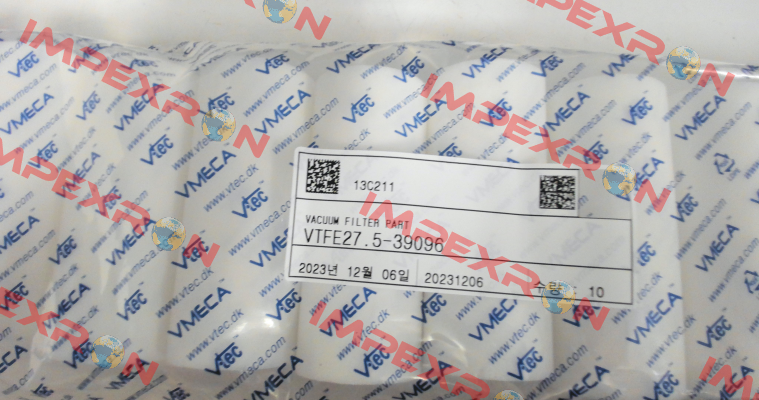 13C211
VACUUM FILTER PART
VTFE27.5-39096
2023년 12월 06일 20231206 수량 : 10
Vtec
VMECA
www.vmeca.com
www.vtec.dk
IMPEXRON